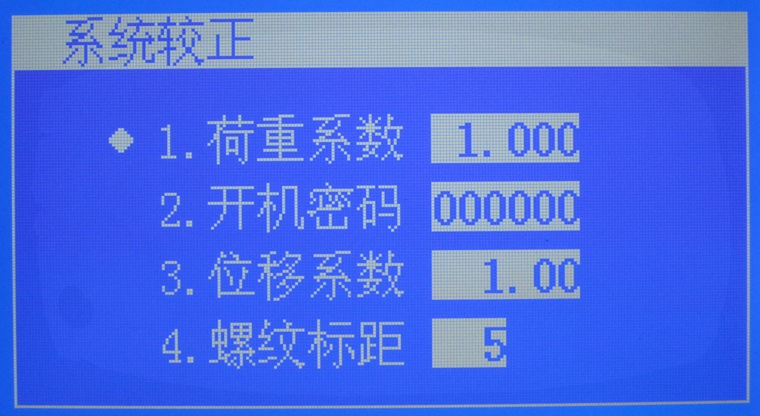 系统较正
◆ 1.荷重系数 1.000
2.开机密码 000000
3.位移系数 1.00
4.螺纹标距 5